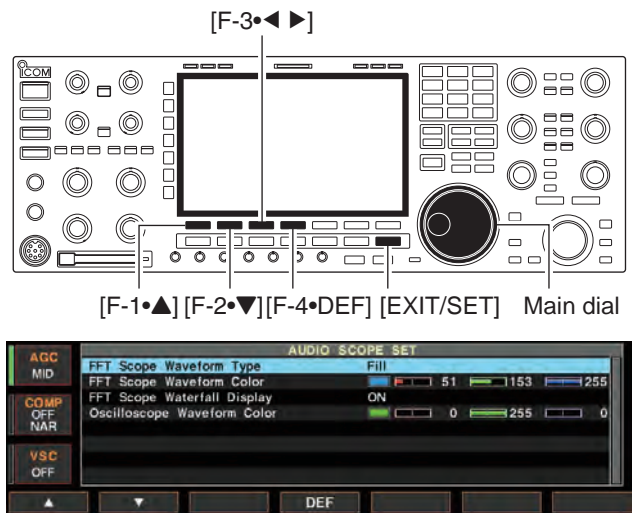 [F-3•◀ ▶]
ICOM
[F-1•▲] [F-2•▼] [F-4•DEF] [EXIT/SET] Main dial
AUDIO SCOPE SET
AGC
MID
FFT Scope Waveform Type Fill
FFT Scope Waveform Color 51 153 255
COMP
OFF
NAR
FFT Scope Waterfall Display ON
Oscilloscope Waveform Color 0 255 0
VSC
OFF
▲ ▼ DEF